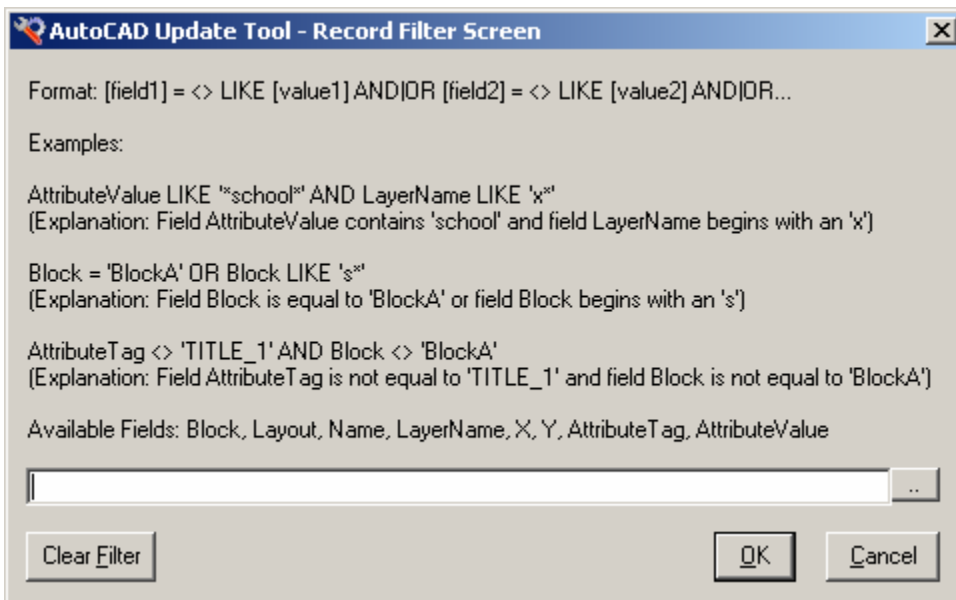 AutoCAD Update Tool - Record Filter Screen
Format: [field1] = <> LIKE [value1] AND|OR [field2] = <> LIKE [value2] AND|OR...
Examples:
AttributeValue LIKE '*school*' AND LayerName LIKE 'x*'
(Explanation: Field AttributeValue contains 'school' and field LayerName begins with an 'x')
Block = 'BlockA' OR Block LIKE 's*'
(Explanation: Field Block is equal to 'BlockA' or field Block begins with an 's')
AttributeTag <> 'TITLE_1' AND Block <> 'BlockA'
(Explanation: Field AttributeTag is not equal to 'TITLE_1' and field Block is not equal to 'BlockA')
Available Fields: Block, Layout, Name, LayerName, X, Y, AttributeTag, AttributeValue
..
Clear Filter OK Cancel